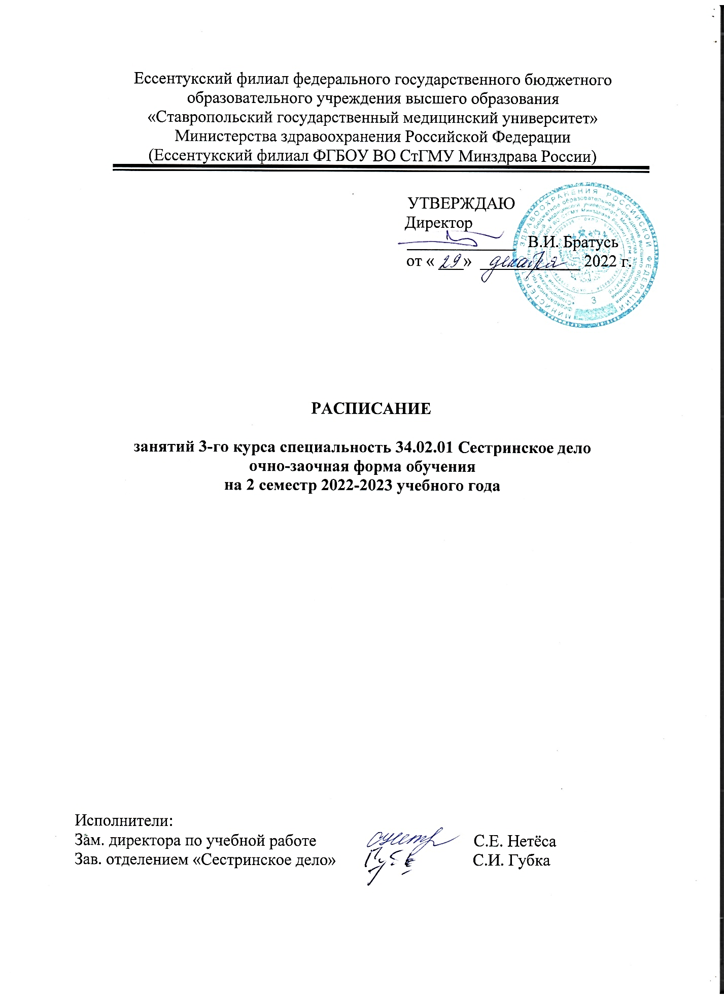 Ессентукский филиал федерального государственного бюджетного
образовательного учреждения высшего образования
«Ставропольский государственный медицинский университет»
Министерства здравоохранения Российской Федерации
(Ессентукский филиал ФГБОУ ВО СтГМУ Минздрава России)
УТВЕРЖДАЮ
Директор
В.И. Братусь
от « 29 » декабря 2022 г.
МИНИСТЕРСТВО ЗДРАВООХРАНЕНИЯ РОССИЙСКОЙ ФЕДЕРАЦИИ
3
РАСПИСАНИЕ
занятий 3-го курса специальность 34.02.01 Сестринское дело
очно-заочная форма обучения
на 2 семестр 2022-2023 учебного года
Исполнители:
Зам. директора по учебной работе С.Е. Нетёса
Зав. отделением «Сестринское дело» С.И. Губка